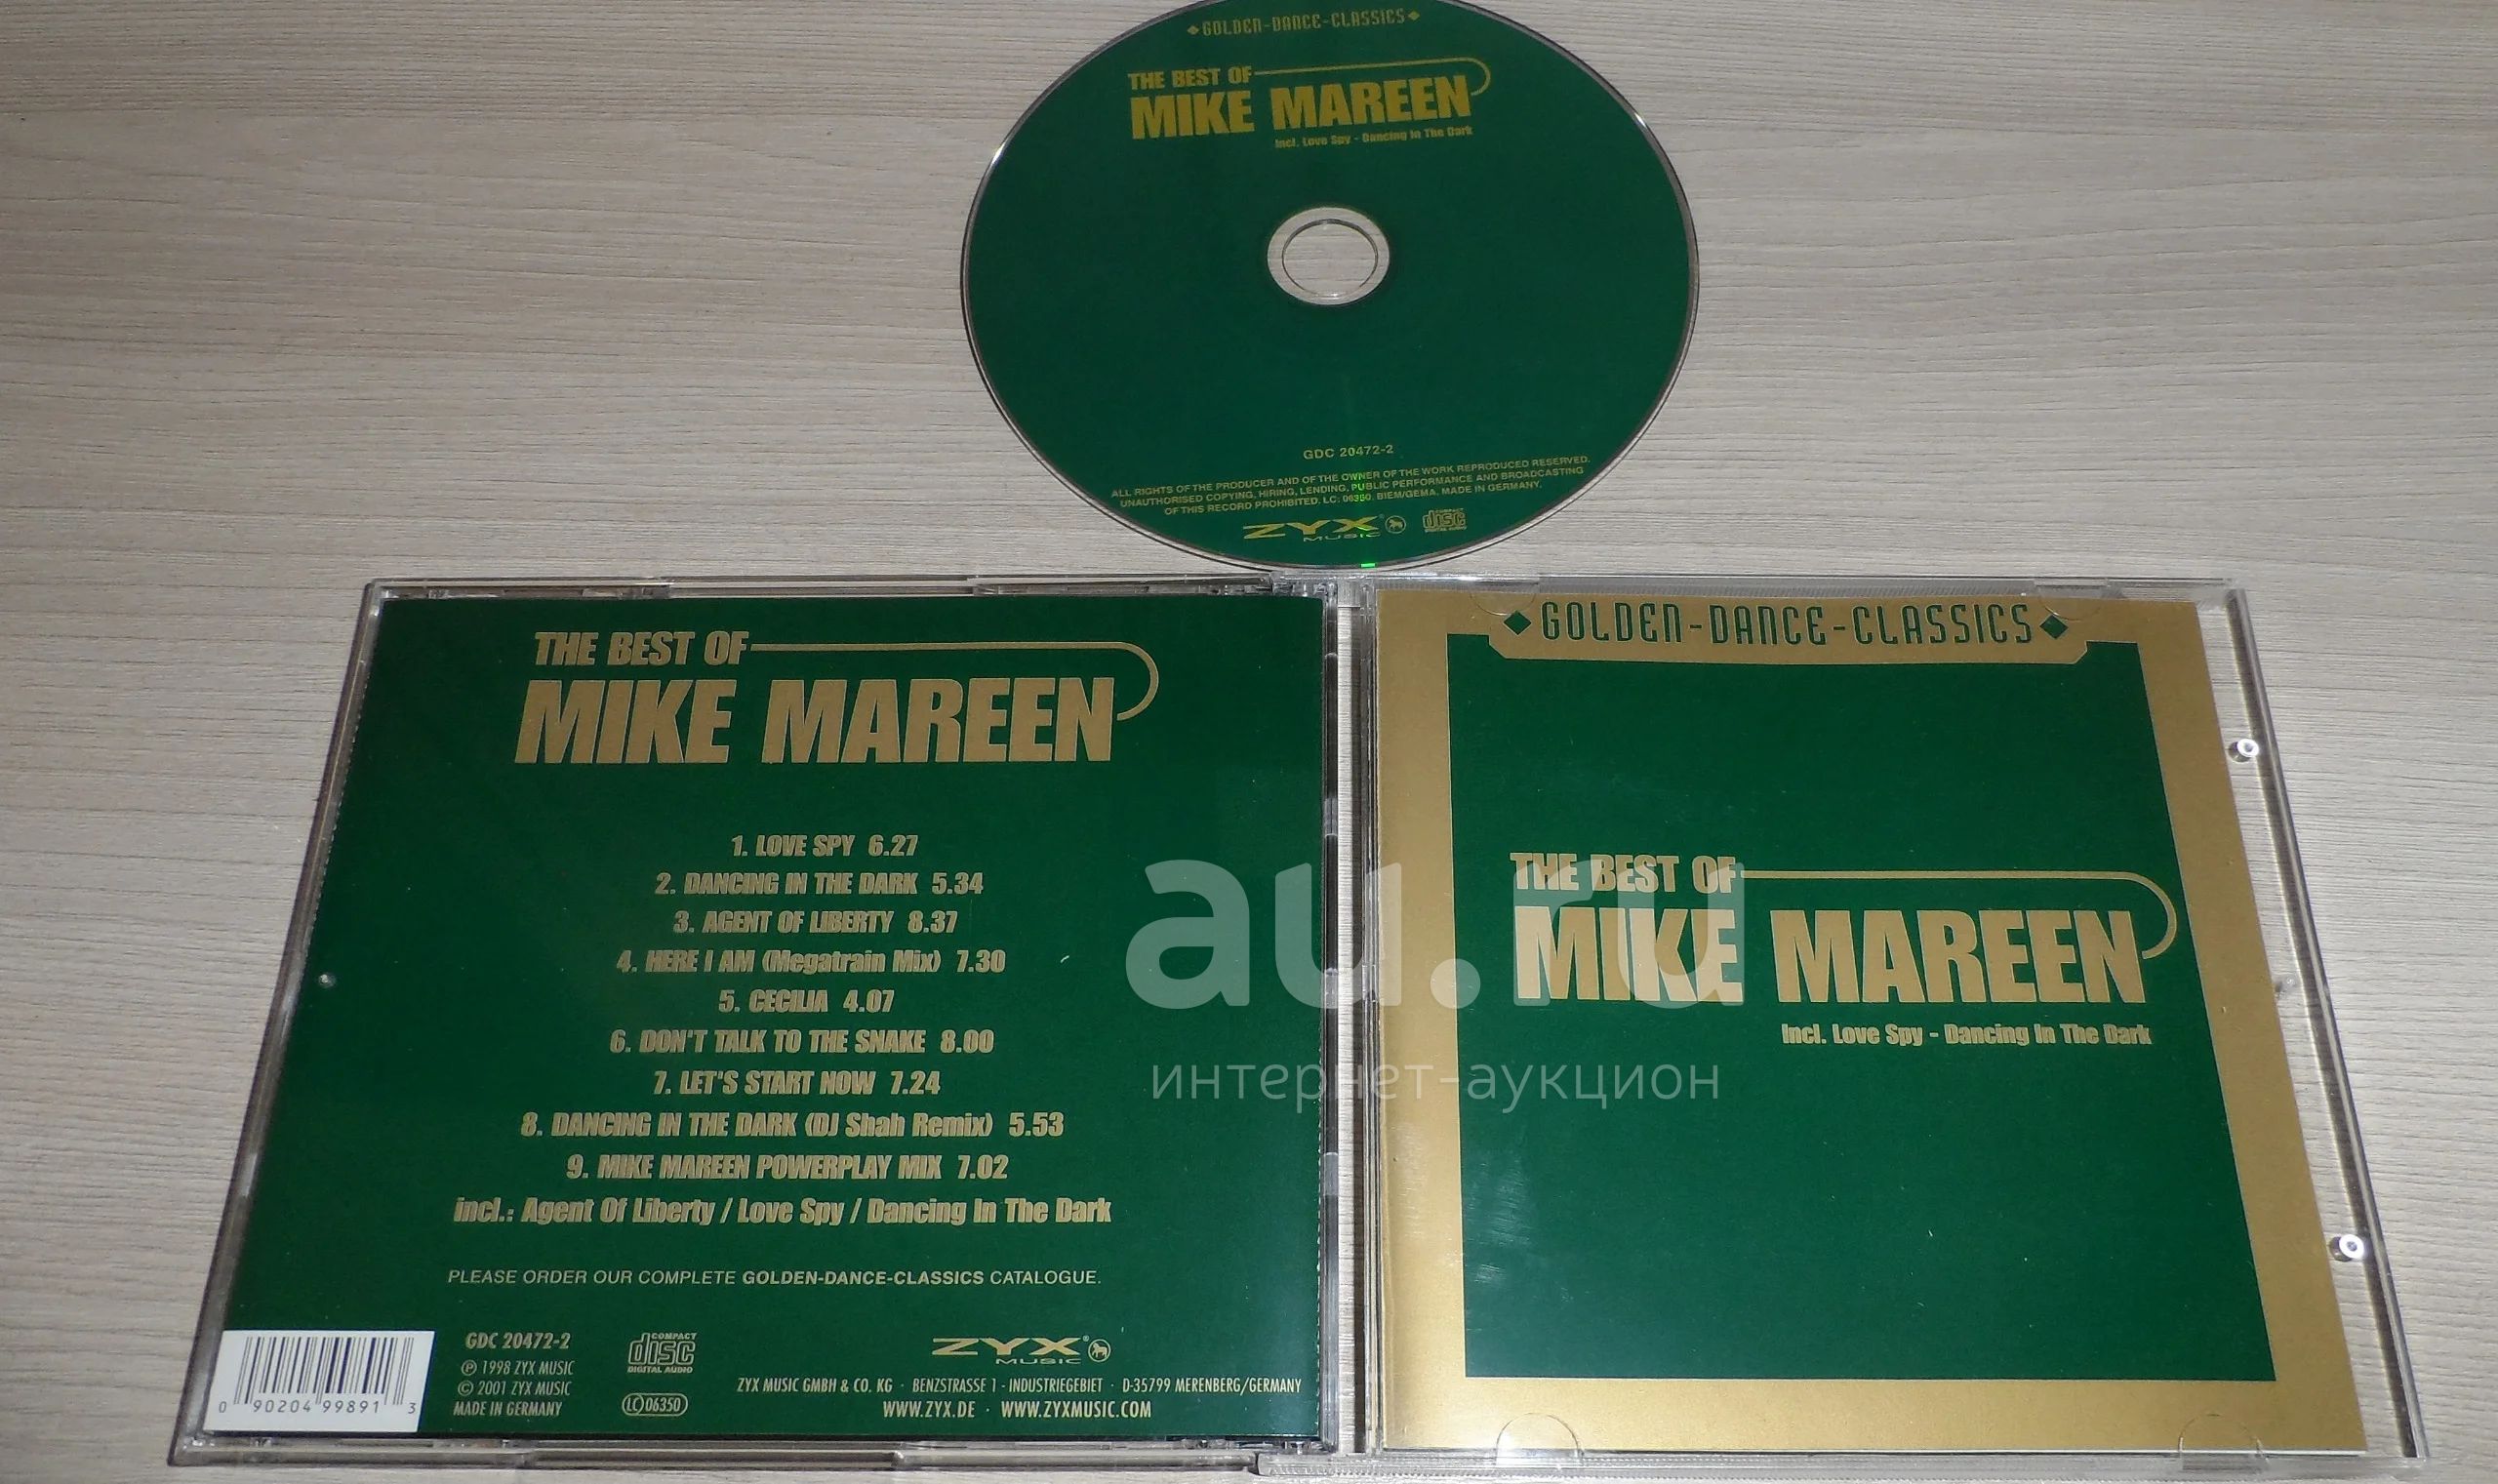 GOLDEN-DANCE-CLASSICS
THE BEST OF
MIKE MAREEN
Incl. Love Spy - Dancing In The Dark
GDC 20472-2
ALL RIGHTS OF THE PRODUCER AND OF THE OWNER OF THE WORK REPRODUCED RESERVED.
UNAUTHORISED COPYING, HIRING, LENDING, PUBLIC PERFORMANCE AND BROADCASTING
OF THIS RECORD PROHIBITED. LC: 06350. BIEM/GEMA. MADE IN GERMANY.
ZYX
MUSIC
COMPACT
disc
DIGITAL AUDIO
THE BEST OF
MIKE MAREEN
1. LOVE SPY 6.27
2. DANCING IN THE DARK 5.34
3. AGENT OF LIBERTY 8.37
4. HERE I AM (Megatrain Mix) 7.30
5. CECILIA 4.07
6. DON'T TALK TO THE SNAKE 8.00
7. LET'S START NOW 7.24
8. DANCING IN THE DARK (DJ Shah Remix) 5.53
9. MIKE MAREEN POWERPLAY MIX 7.02
incl.: Agent Of Liberty / Love Spy / Dancing In The Dark
PLEASE ORDER OUR COMPLETE GOLDEN-DANCE-CLASSICS CATALOGUE.
0 90204 99891 3
GDC 20472-2
℗ 1998 ZYX MUSIC
© 2001 ZYX MUSIC
MADE IN GERMANY
COMPACT
disc
DIGITAL AUDIO
LC 06350
ZYX®
MUSIC
ZYX MUSIC GMBH & CO. KG · BENZSTRASSE 1 - INDUSTRIEGEBIET · D-35799 MERENBERG/GERMANY
WWW.ZYX.DE · WWW.ZYXMUSIC.COM
GOLDEN-DANCE-CLASSICS
THE BEST OF
MIKE MAREEN
Incl. Love Spy - Dancing In The Dark
au.ru
интернет-аукцион